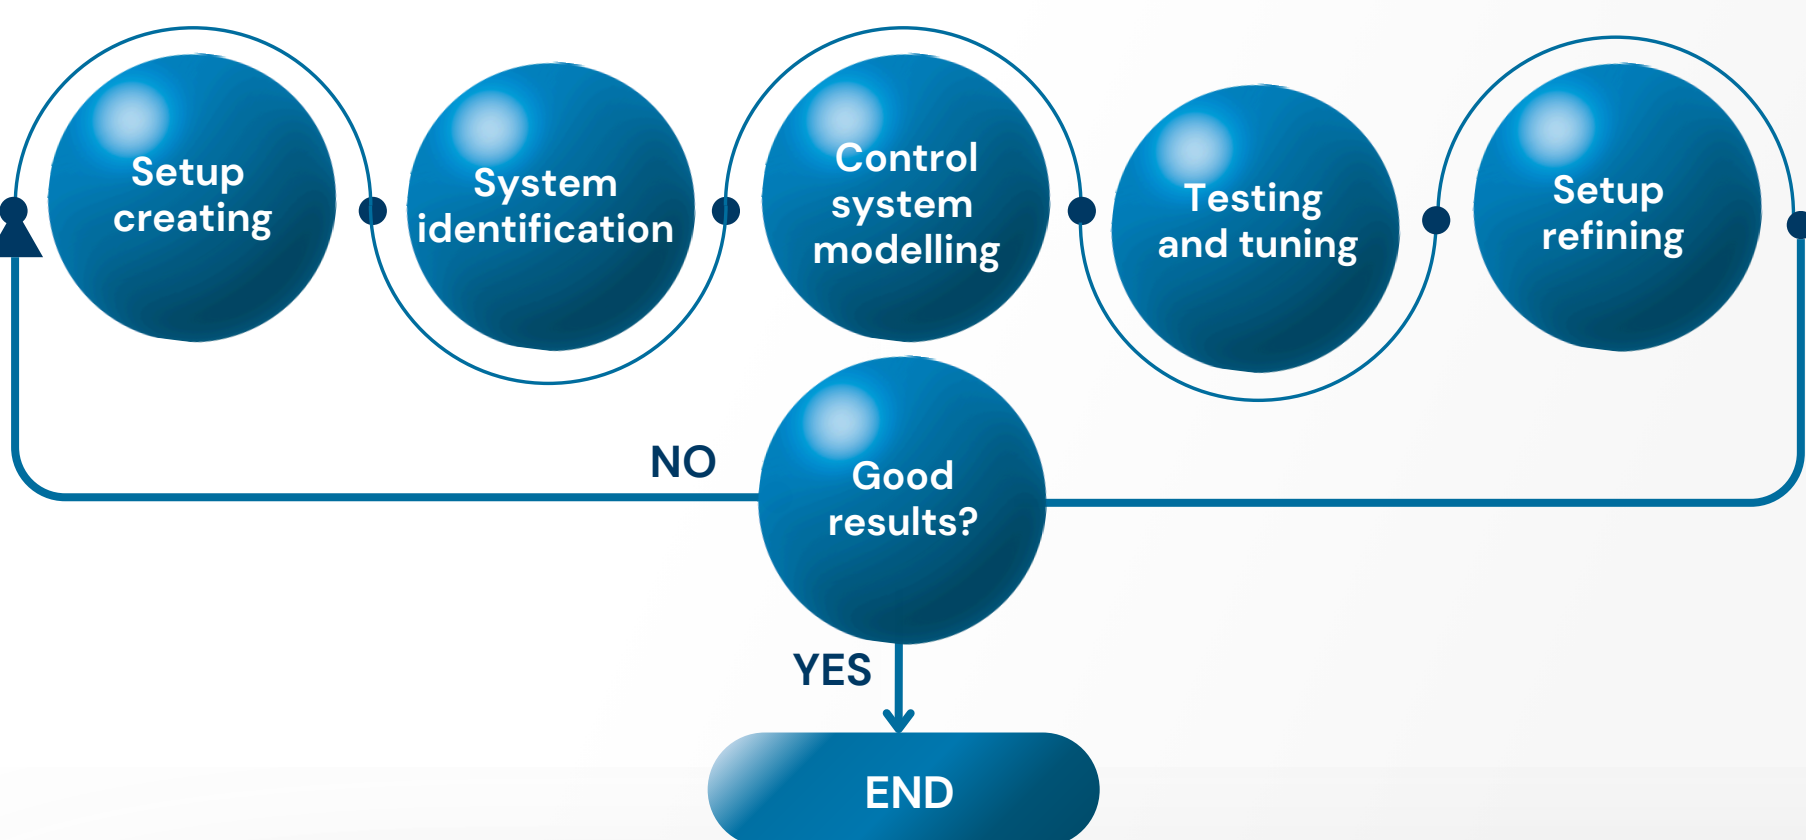 Setup
creating
System
identification
Control
system
modelling
Testing
and tuning
Setup
refining
NO
Good
results?
YES
END